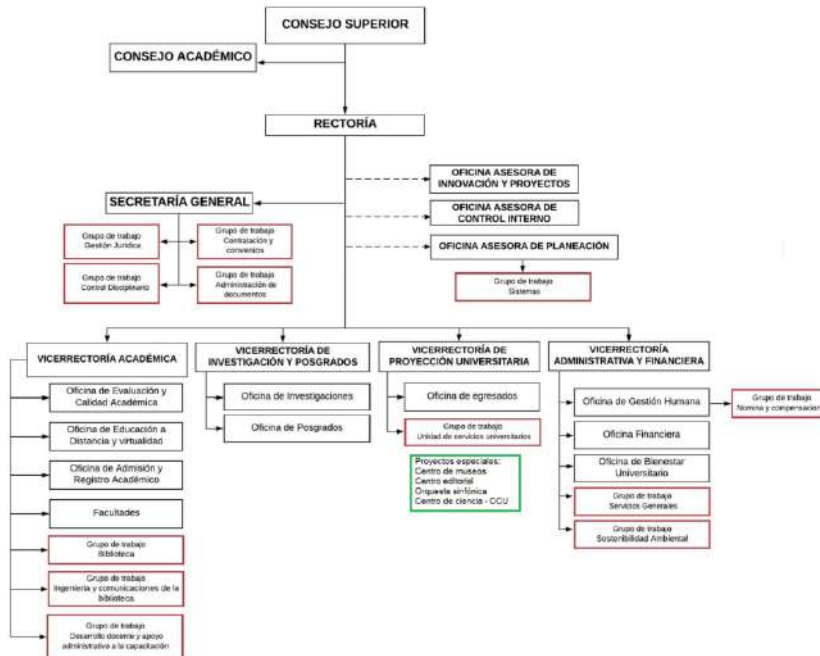 CONSEJO SUPERIOR
CONSEJO ACADÉMICO
RECTORÍA
OFICINA ASESORA DE
INNOVACIÓN Y PROYECTOS
SECRETARÍA GENERAL
OFICINA ASESORA DE
CONTROL INTERNO
Grupo de trabajo
Gestión Jurídica
Grupo de trabajo
Contratación y
convenios
OFICINA ASESORA DE PLANEACIÓN
Grupo de trabajo
Control Disciplinario
Grupo de trabajo
Administración de
documentos
Grupo de trabajo
Sistemas
VICERRECTORÍA ACADÉMICA
Oficina de Evaluación y
Calidad Académica
Oficina de Educación a
Distancia y virtualidad
Oficina de Admisión y
Registro Académico
Facultades
Grupo de trabajo
Biblioteca
Grupo de trabajo
Ingeniería y comunicaciones de la
biblioteca
Grupo de trabajo
Desarrollo docente y apoyo
administrativo a la capacitación
VICERRECTORÍA DE
INVESTIGACIÓN Y POSGRADOS
Oficina de Investigaciones
Oficina de Posgrados
VICERRECTORÍA DE
PROYECCIÓN UNIVERSITARIA
Oficina de egresados
Grupo de trabajo
Unidad de servicios universitarios
Proyectos especiales:
Centro de museos
Centro editorial
Orquesta sinfónica
Centro de ciencia - CCU
VICERRECTORÍA
ADMINISTRATIVA Y FINANCIERA
Oficina de Gestión Humana
Grupo de trabajo
Nomina y compensacion
Oficina Financiera
Oficina de Bienestar
Universitario
Grupo de trabajo
Servicios Generales
Grupo de trabajo
Sostenibilidad Ambiental